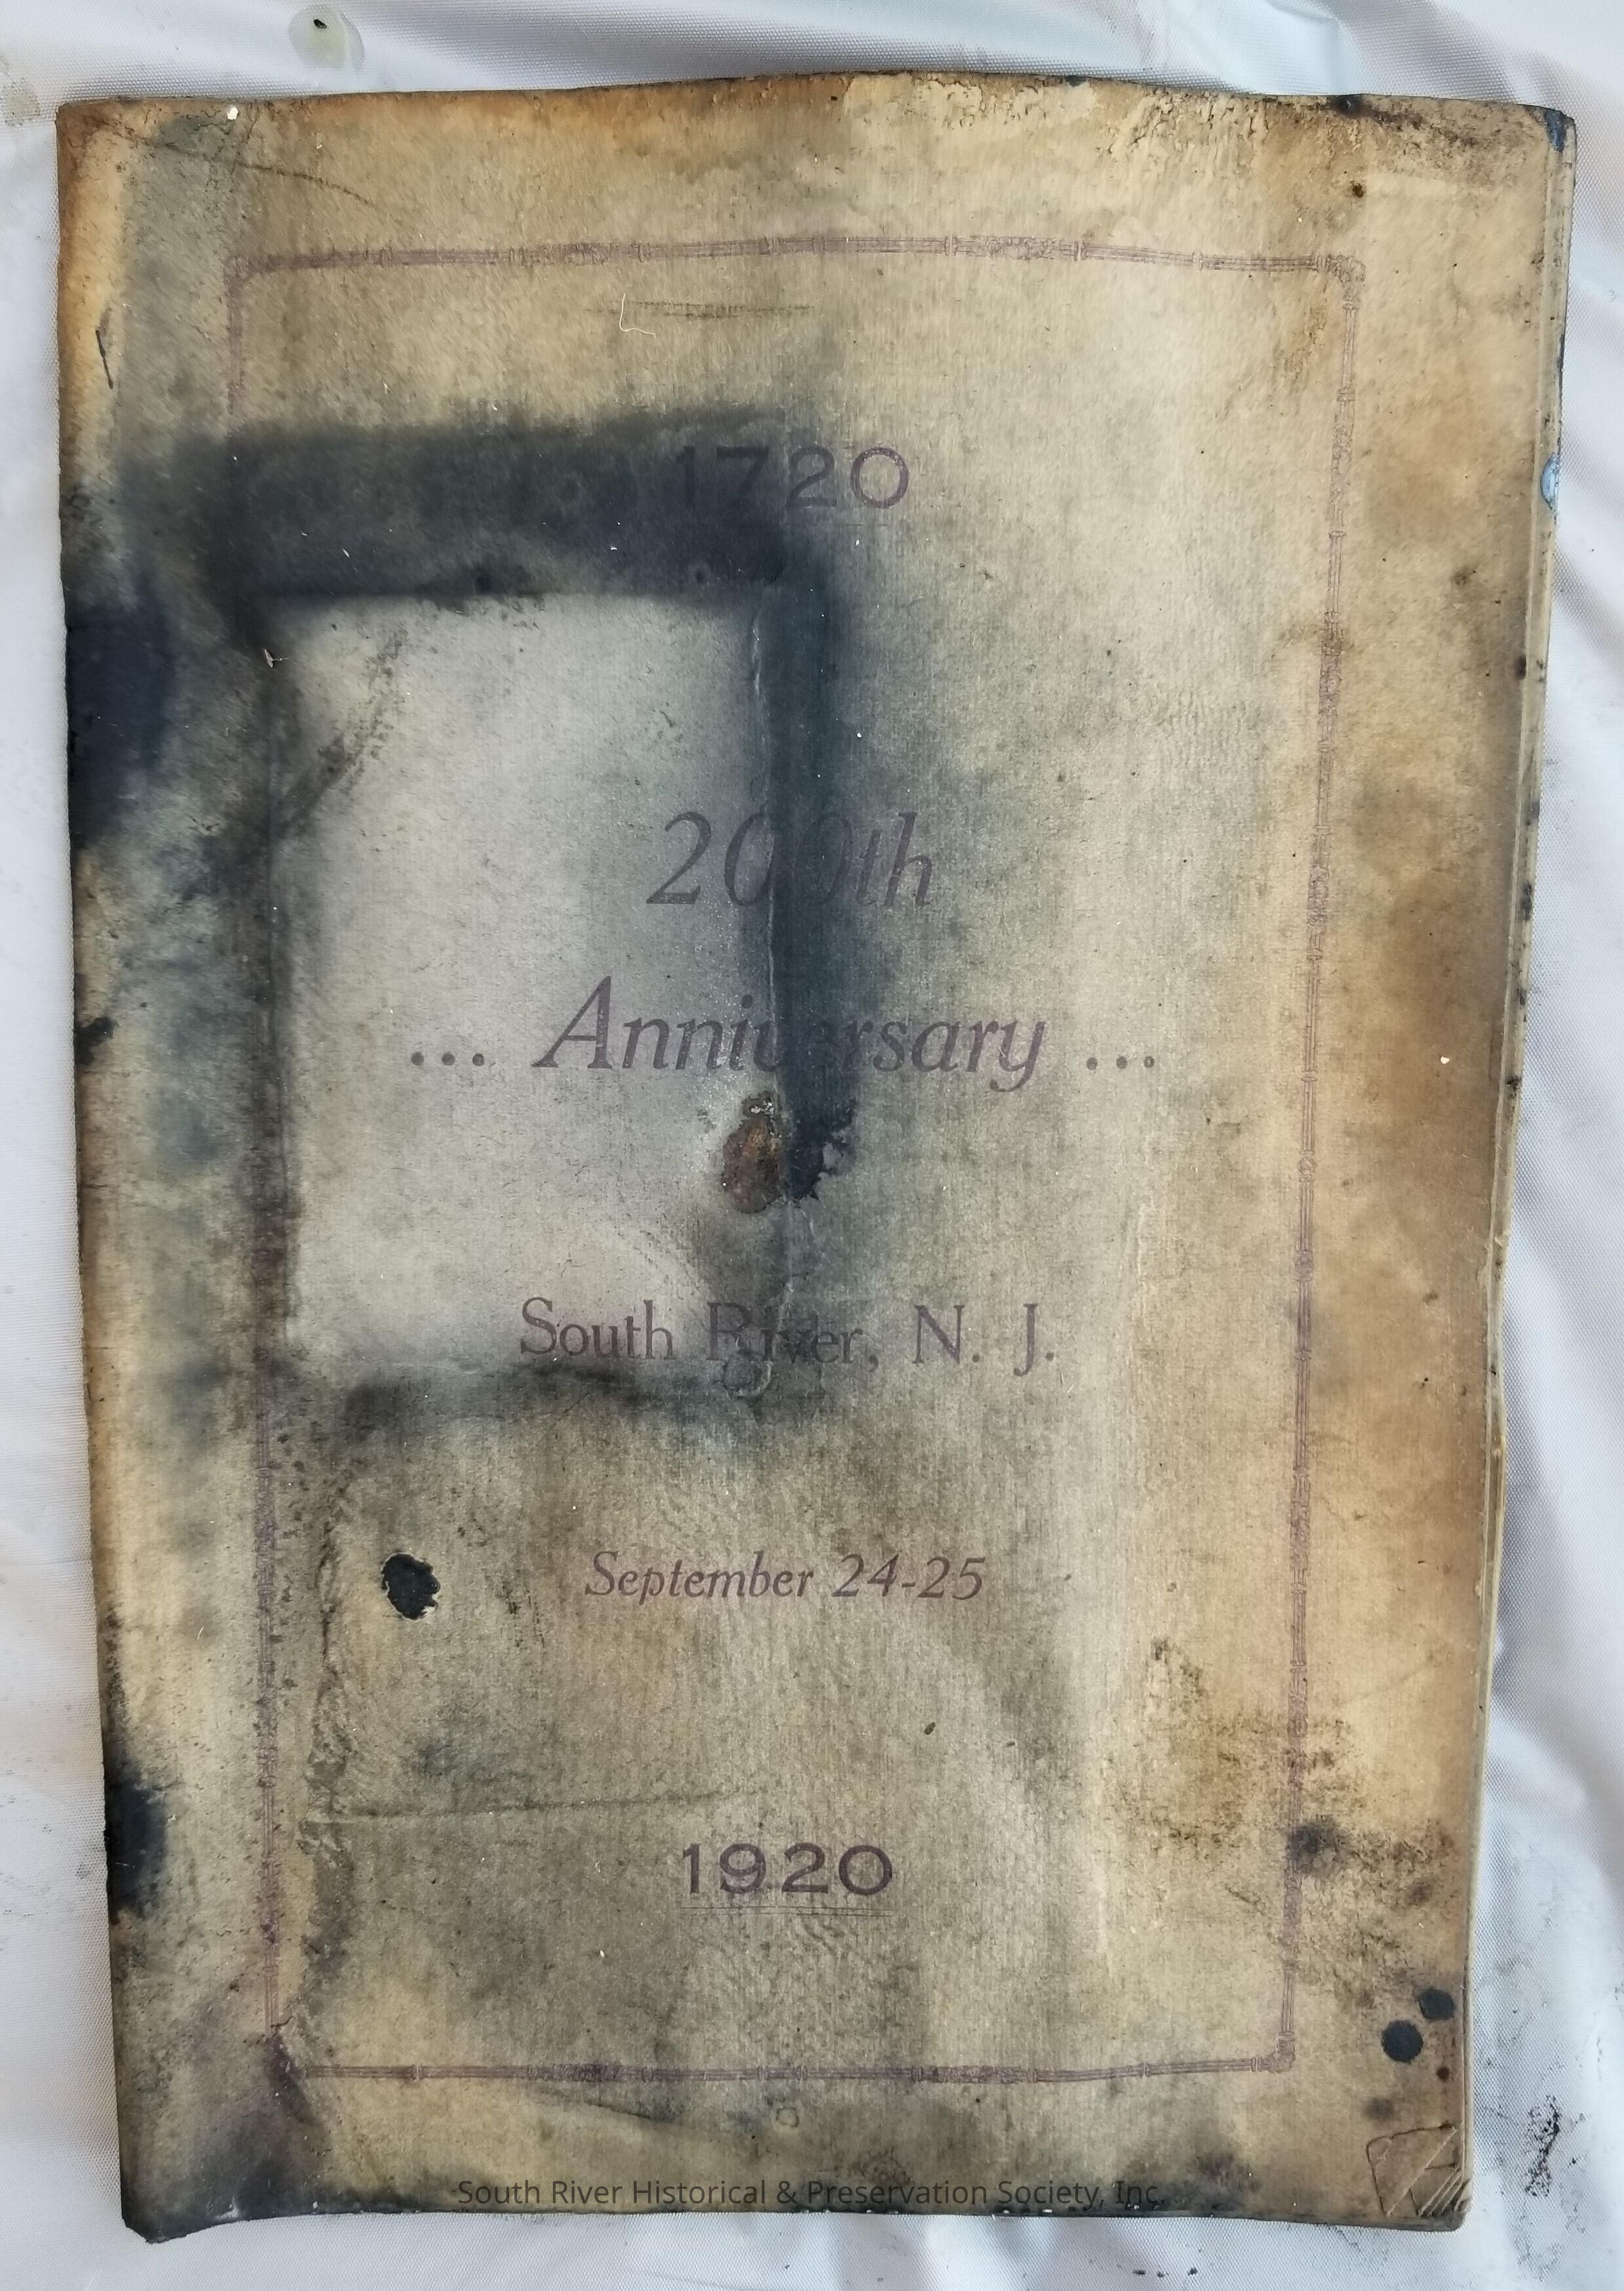 1720
200th
... Anniversary ...
South River, N. J.
September 24-25
1920
South River Historical & Preservation Society, Inc.